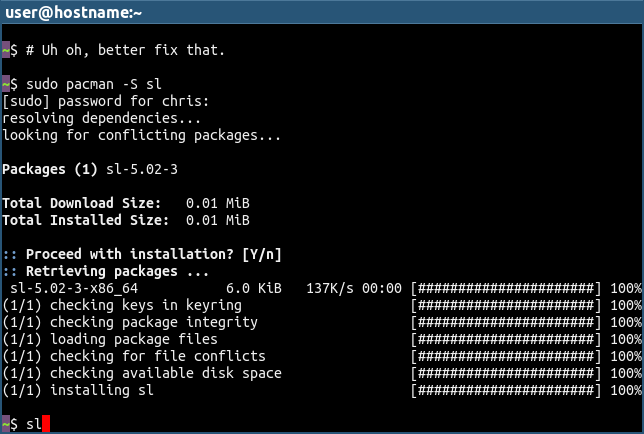 user@hostname:~
~$ # Uh oh, better fix that.
~$ sudo pacman -S sl
[sudo] password for chris:
resolving dependencies...
looking for conflicting packages...
Packages (1) sl-5.02-3
Total Download Size:   0.01 MiB
Total Installed Size:  0.01 MiB
:: Proceed with installation? [Y/n]
:: Retrieving packages ...
 sl-5.02-3-x86_64           6.0 KiB   137K/s 00:00 [######################] 100%
(1/1) checking keys in keyring                     [######################] 100%
(1/1) checking package integrity                   [######################] 100%
(1/1) loading package files                        [######################] 100%
(1/1) checking for file conflicts                  [######################] 100%
(1/1) checking available disk space                [######################] 100%
(1/1) installing sl                                [######################] 100%
~$ sl